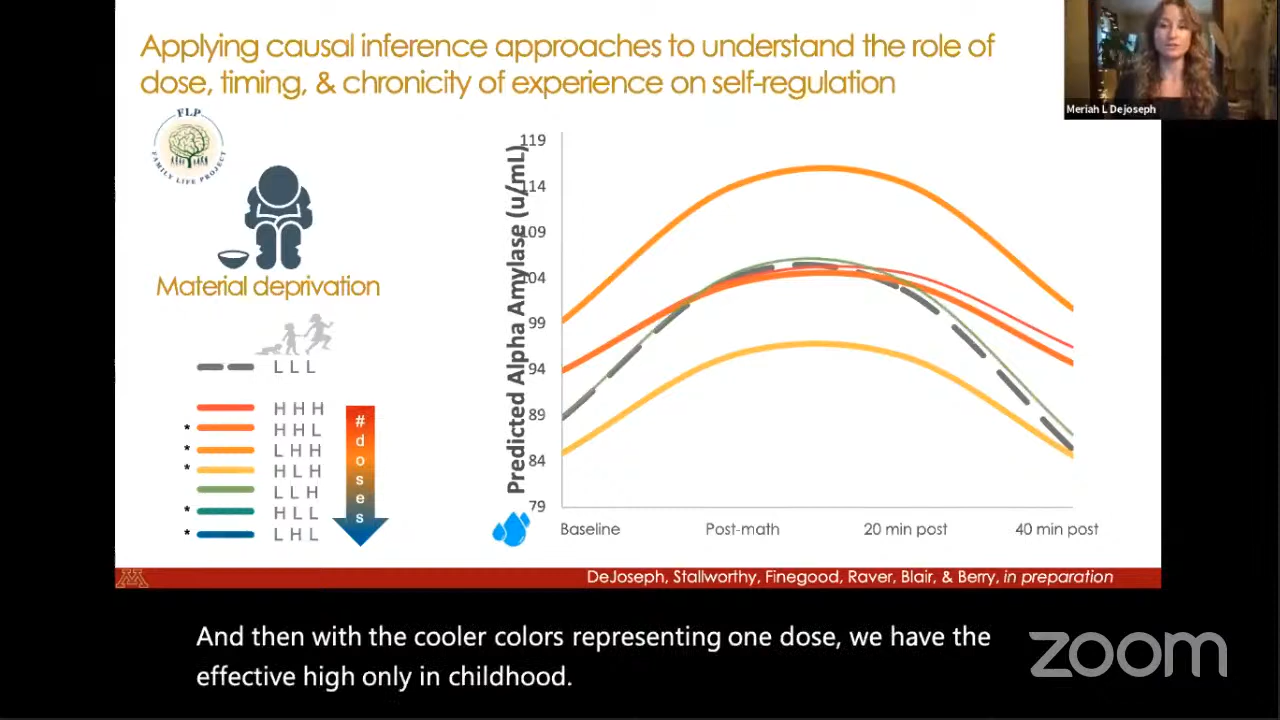 Applying causal inference approaches to understand the role of
dose, timing, & chronicity of experience on self-regulation
Meriah L Dejoseph
FLP
FAMILY LIFE PROJECT
Material deprivation
L L L
H H H
* H H L
* L H H
* H L H
L L H
* H L L
* L H L
# doses
Predicted Alpha Amylase (u/mL)
119
114
109
104
99
94
89
84
79
Baseline Post-math 20 min post 40 min post
M
DeJoseph, Stallworthy, Finegood, Raver, Blair, & Berry, in preparation
And then with the cooler colors representing one dose, we have the
effective high only in childhood.
zoom